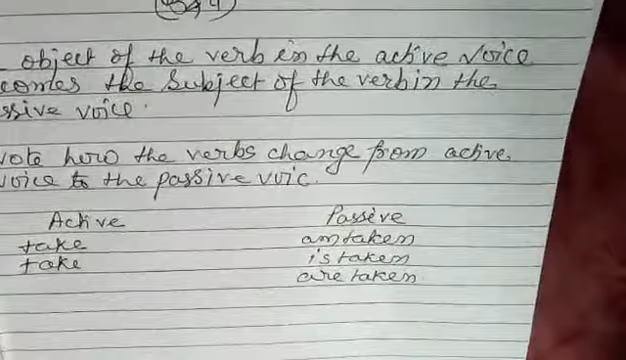 object of the verb in the active voice
comes the subject of the verb in the
ssive voice.
note how the verbs change from active
voice to the passive voic.
Active Passive
take am taken
take is taken
are taken